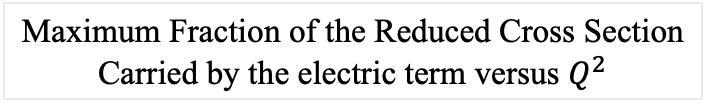 Maximum Fraction of the Reduced Cross Section
Carried by the electric term versus Q²